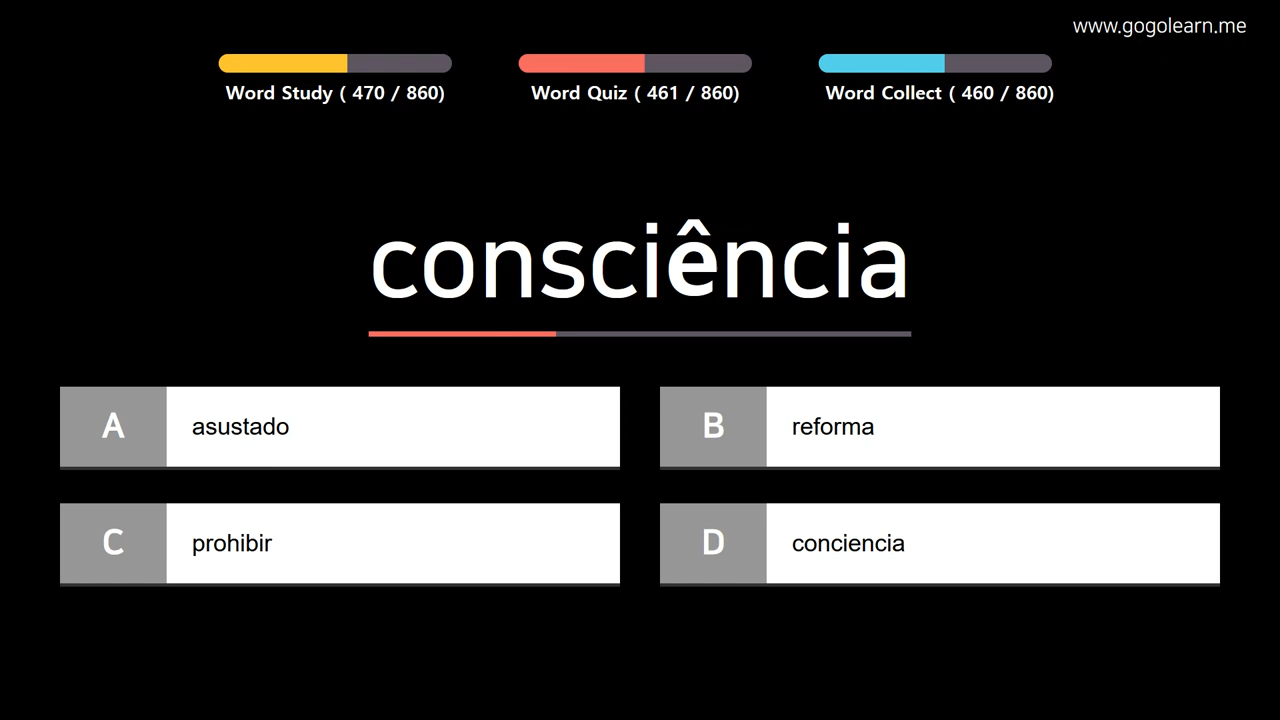 www.gogolearn.me
Word Study ( 470 / 860)
Word Quiz ( 461 / 860)
Word Collect ( 460 / 860)
consciência
A
asustado
B
reforma
C
prohibir
D
conciencia